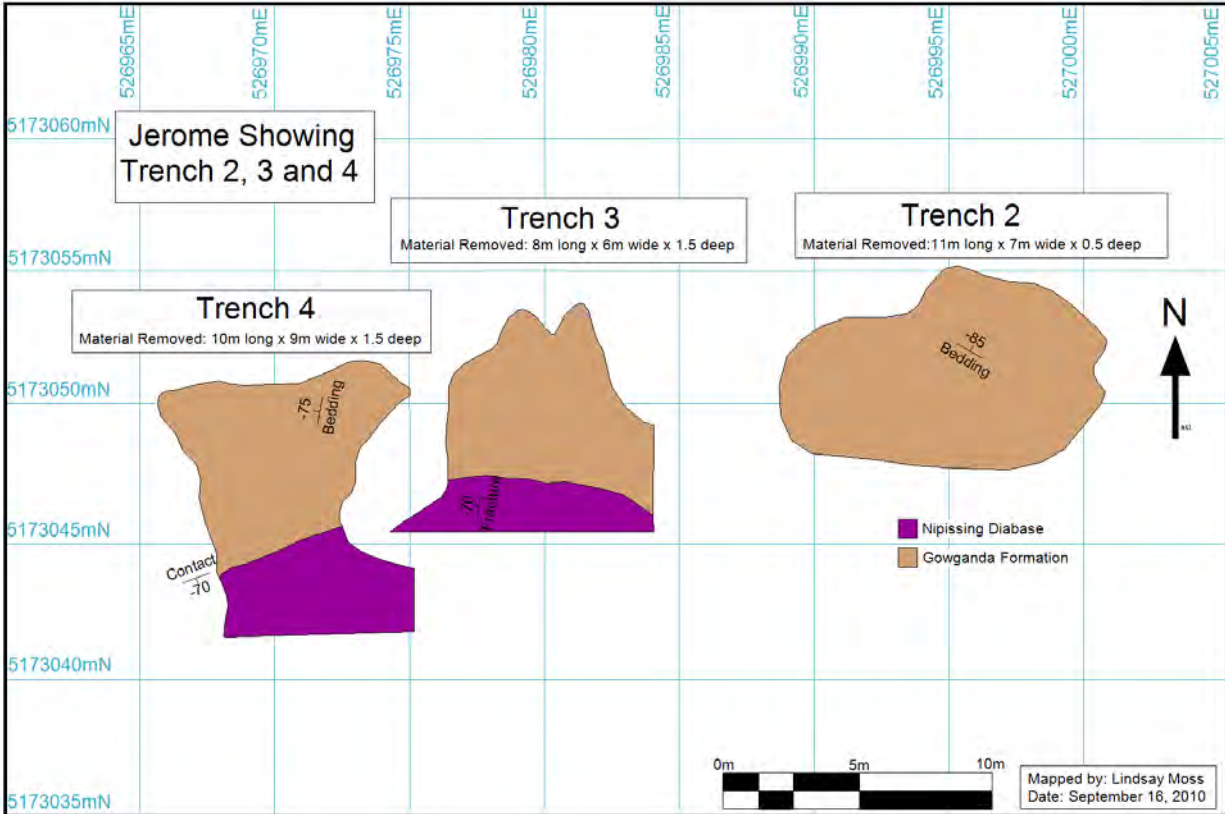 526965mE
526970mE
526975mE
526980mE
526985mE
526990mE
526995mE
527000mE
527005mE
5173060mN
Jerome Showing
Trench 2, 3 and 4
Trench 3
Material Removed: 8m long x 6m wide x 1.5 deep
Trench 2
Material Removed:11m long x 7m wide x 0.5 deep
5173055mN
Trench 4
Material Removed: 10m long x 9m wide x 1.5 deep
N
-85
Bedding
5173050mN
-75
Bedding
-70
Fracture
Nipissing Diabase
Gowganda Formation
5173045mN
Contact
-70
5173040mN
0m
5m
10m
Mapped by: Lindsay Moss
Date: September 16, 2010
5173035mN